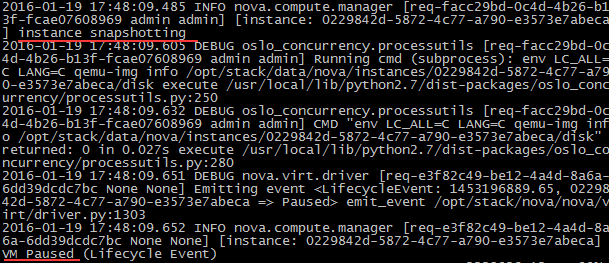 2016-01-19 17:48:09.485 INFO nova.compute.manager [req-facc29bd-0c4d-4b26-b1
3f-fcae07608969 admin admin] [instance: 0229842d-5872-4c77-a790-e3573e7abeca
] instance snapshotting
2016-01-19 17:48:09.605 DEBUG oslo_concurrency.processutils [req-facc29bd-0c
4d-4b26-b13f-fcae07608969 admin admin] Running cmd (subprocess): env LC_ALL=
C LANG=C qemu-img info /opt/stack/data/nova/instances/0229842d-5872-4c77-a79
0-e3573e7abeca/disk execute /usr/local/lib/python2.7/dist-packages/oslo_conc
urrency/processutils.py:250
2016-01-19 17:48:09.632 DEBUG oslo_concurrency.processutils [req-facc29bd-0c
4d-4b26-b13f-fcae07608969 admin admin] CMD "env LC_ALL=C LANG=C qemu-img inf
o /opt/stack/data/nova/instances/0229842d-5872-4c77-a790-e3573e7abeca/disk"
returned: 0 in 0.027s execute /usr/local/lib/python2.7/dist-packages/oslo_co
ncurrency/processutils.py:280
2016-01-19 17:48:09.651 DEBUG nova.virt.driver [req-e3f82c49-be12-4a4d-8a6a-
6dd39dcdc7bc None None] Emitting event <LifecycleEvent: 1453196889.65, 02298
42d-5872-4c77-a790-e3573e7abeca => Paused> emit_event /opt/stack/nova/nova/v
irt/driver.py:1303
2016-01-19 17:48:09.652 INFO nova.compute.manager [req-e3f82c49-be12-4a4d-8a
6a-6dd39dcdc7bc None None] [instance: 0229842d-5872-4c77-a790-e3573e7abeca]
VM Paused (Lifecycle Event)